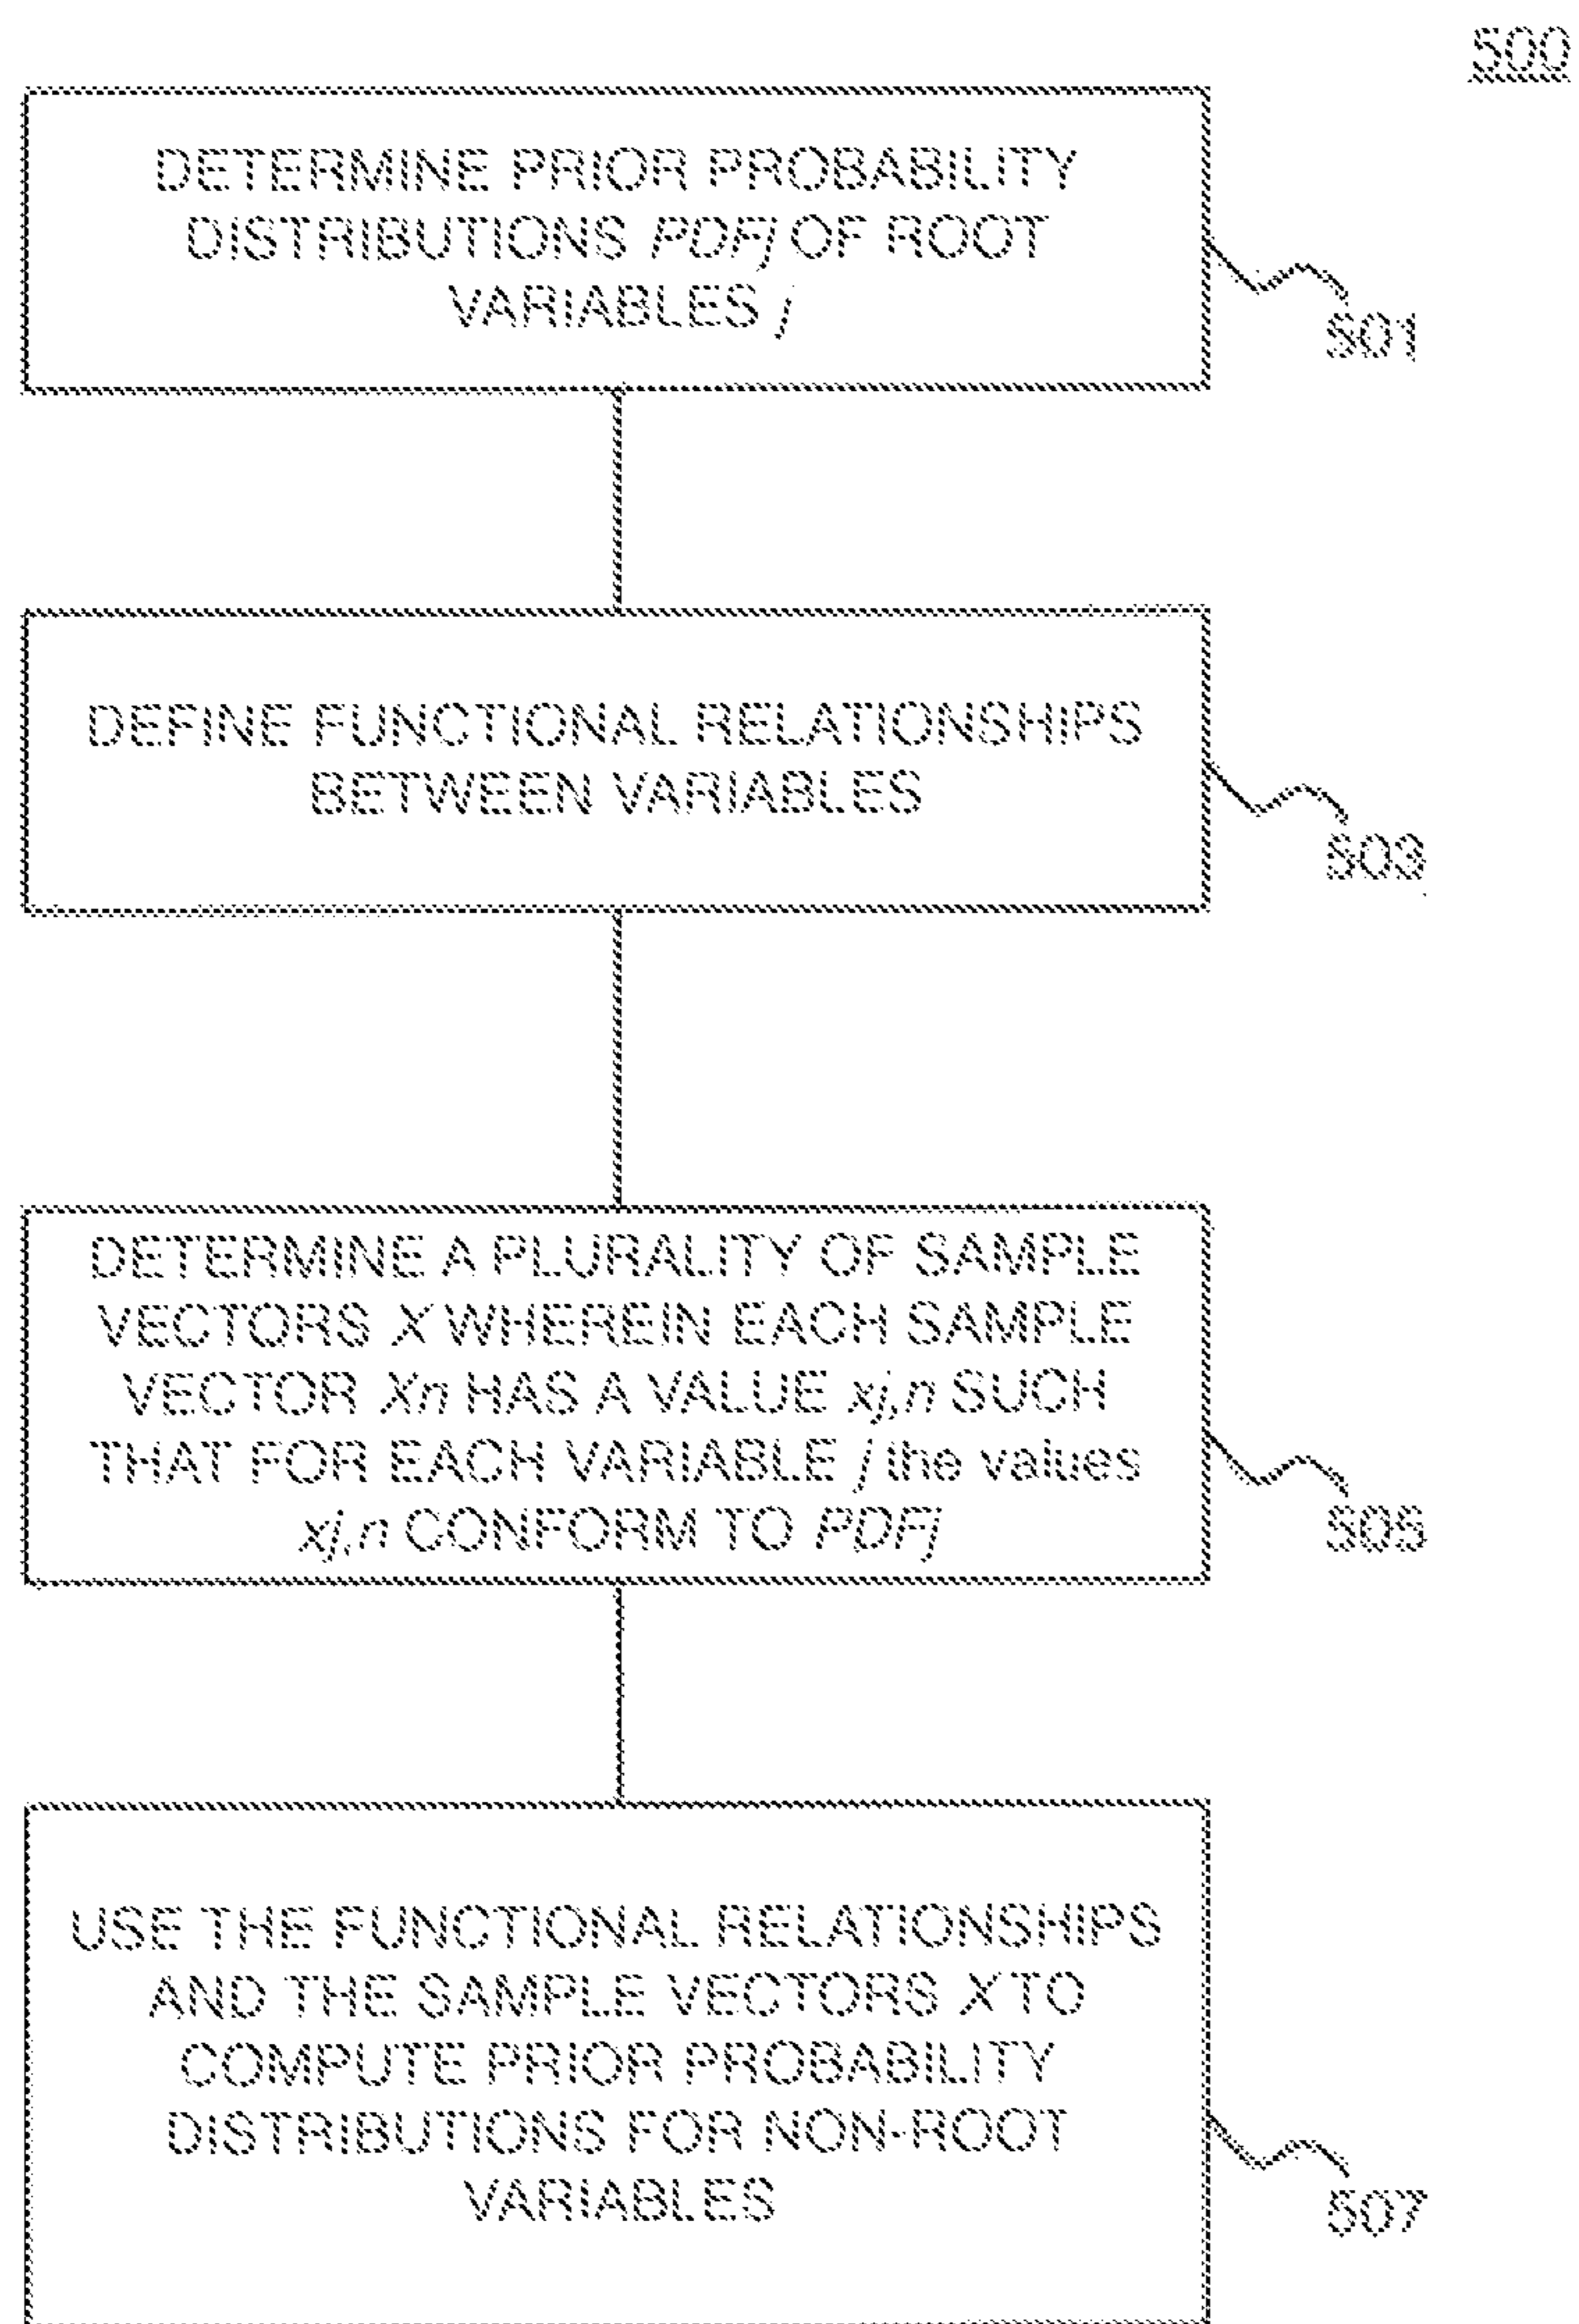 500
DETERMINE PRIOR PROBABILITY
DISTRIBUTIONS PDFj OF ROOT
VARIABLES j
501
DEFINE FUNCTIONAL RELATIONSHIPS
BETWEEN VARIABLES
503
DETERMINE A PLURALITY OF SAMPLE
VECTORS X WHEREIN EACH SAMPLE
VECTOR Xn HAS A VALUE xj,n SUCH
THAT FOR EACH VARIABLE j the values
xj,n CONFORM TO PDFj
505
USE THE FUNCTIONAL RELATIONSHIPS
AND THE SAMPLE VECTORS X TO
COMPUTE PRIOR PROBABILITY
DISTRIBUTIONS FOR NON-ROOT
VARIABLES
507